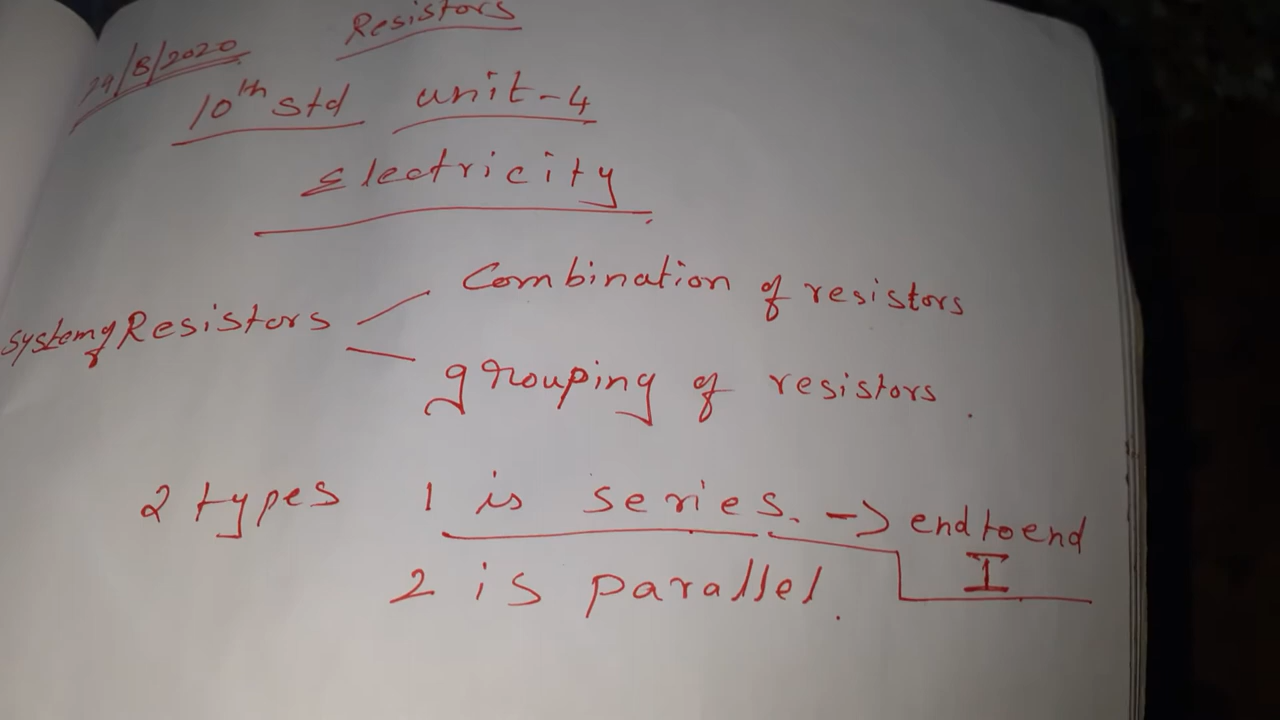 Resistors
29/8/2020
10th std unit-4
Electricity
Combination of resistors
system of Resistors
grouping of resistors.
2 types 1 is series. -> end to end
I
2 is parallel.